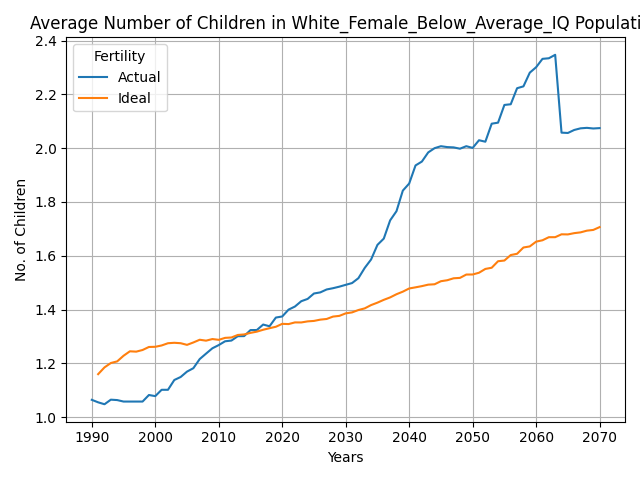 Average Number of Children in White_Female_Below_Average_IQ Populati
Fertility
Actual
Ideal
No. of Children
2.4
2.2
2.0
1.8
1.6
1.4
1.2
1.0
1990 2000 2010 2020 2030 2040 2050 2060 2070
Years